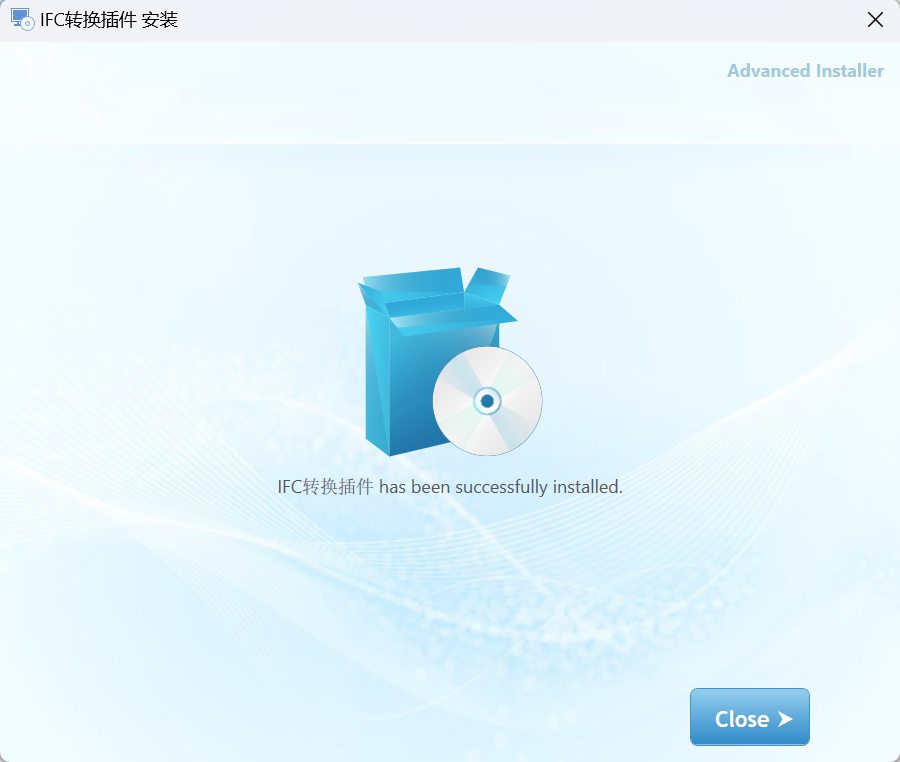 IFC转换插件 安装
Advanced Installer
IFC转换插件 has been successfully installed.
Close